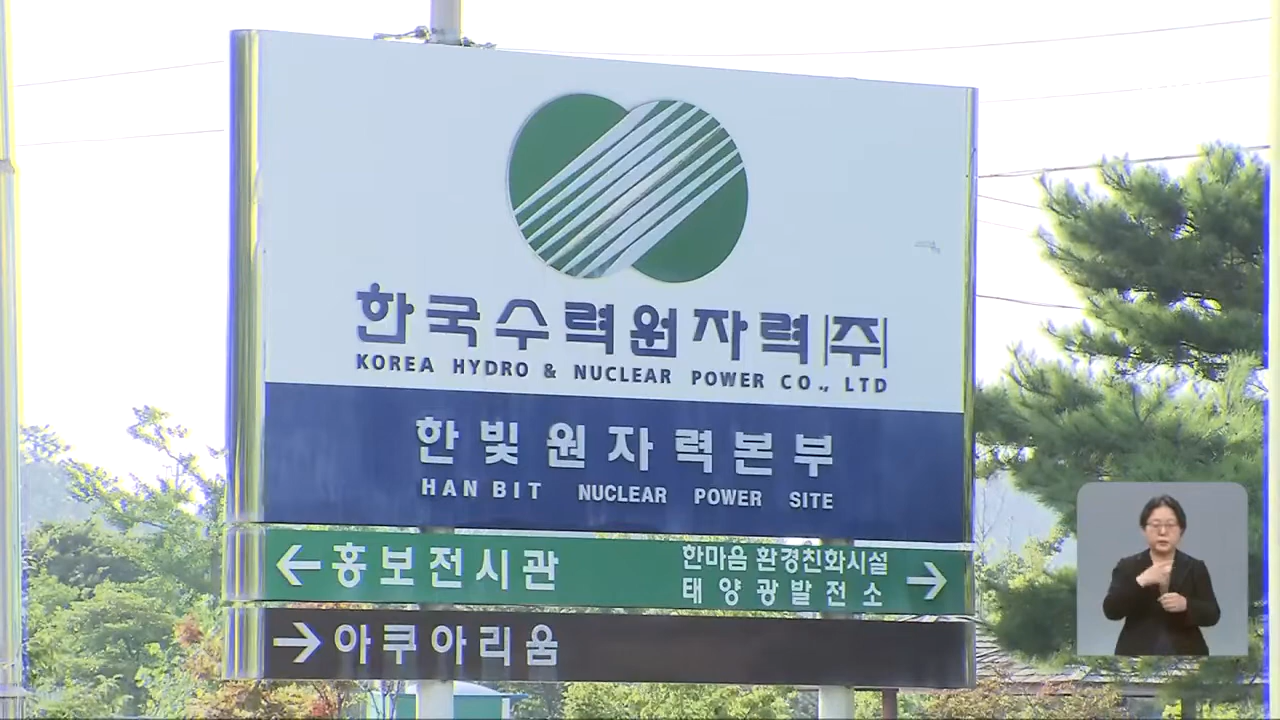 한국수력원자력(주)
KOREA HYDRO & NUCLEAR POWER CO., LTD
한빛원자력본부
HANBIT NUCLEAR POWER SITE
← 홍보전시관
한마음 환경친화시설 →
태양광발전소
→ 아쿠아리움